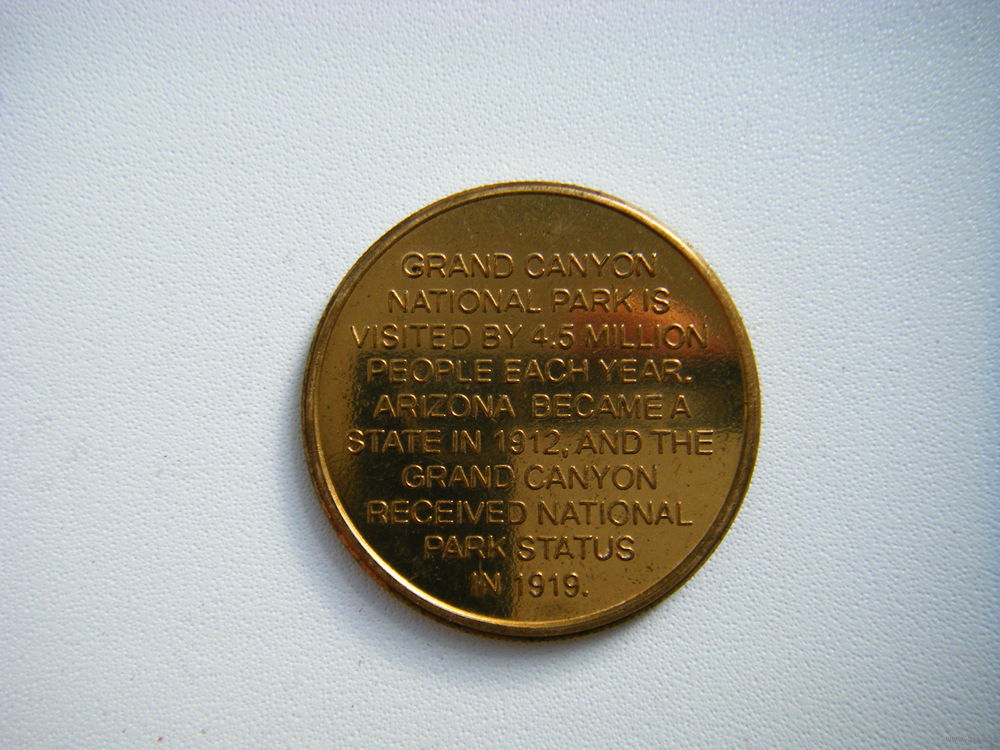 GRAND CANYON
NATIONAL PARK IS
VISITED BY 4.5 MILLION
PEOPLE EACH YEAR.
ARIZONA BECAME A
STATE IN 1912, AND THE
GRAND CANYON
RECEIVED NATIONAL
PARK STATUS
IN 1919.